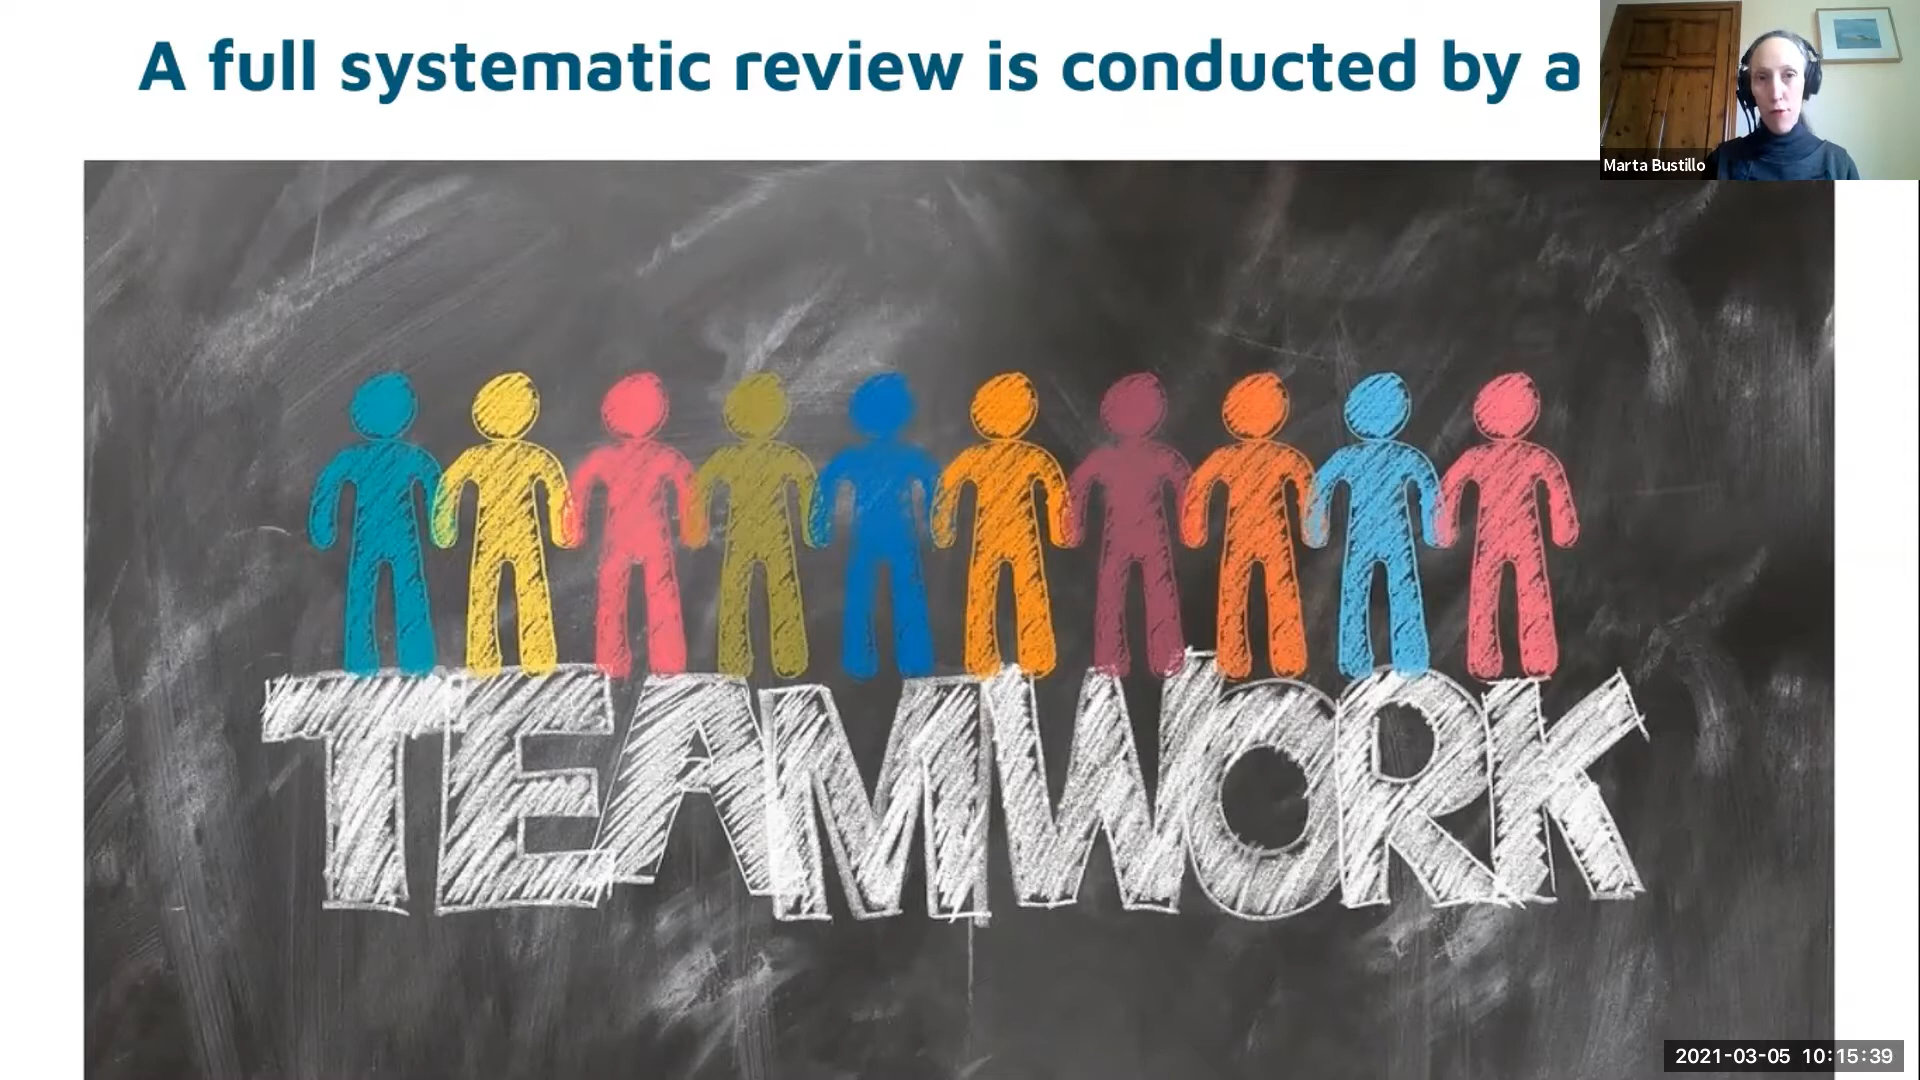 A full systematic review is conducted by a
Marta Bustillo
TEAMWORK
2021-03-05 10:15:39